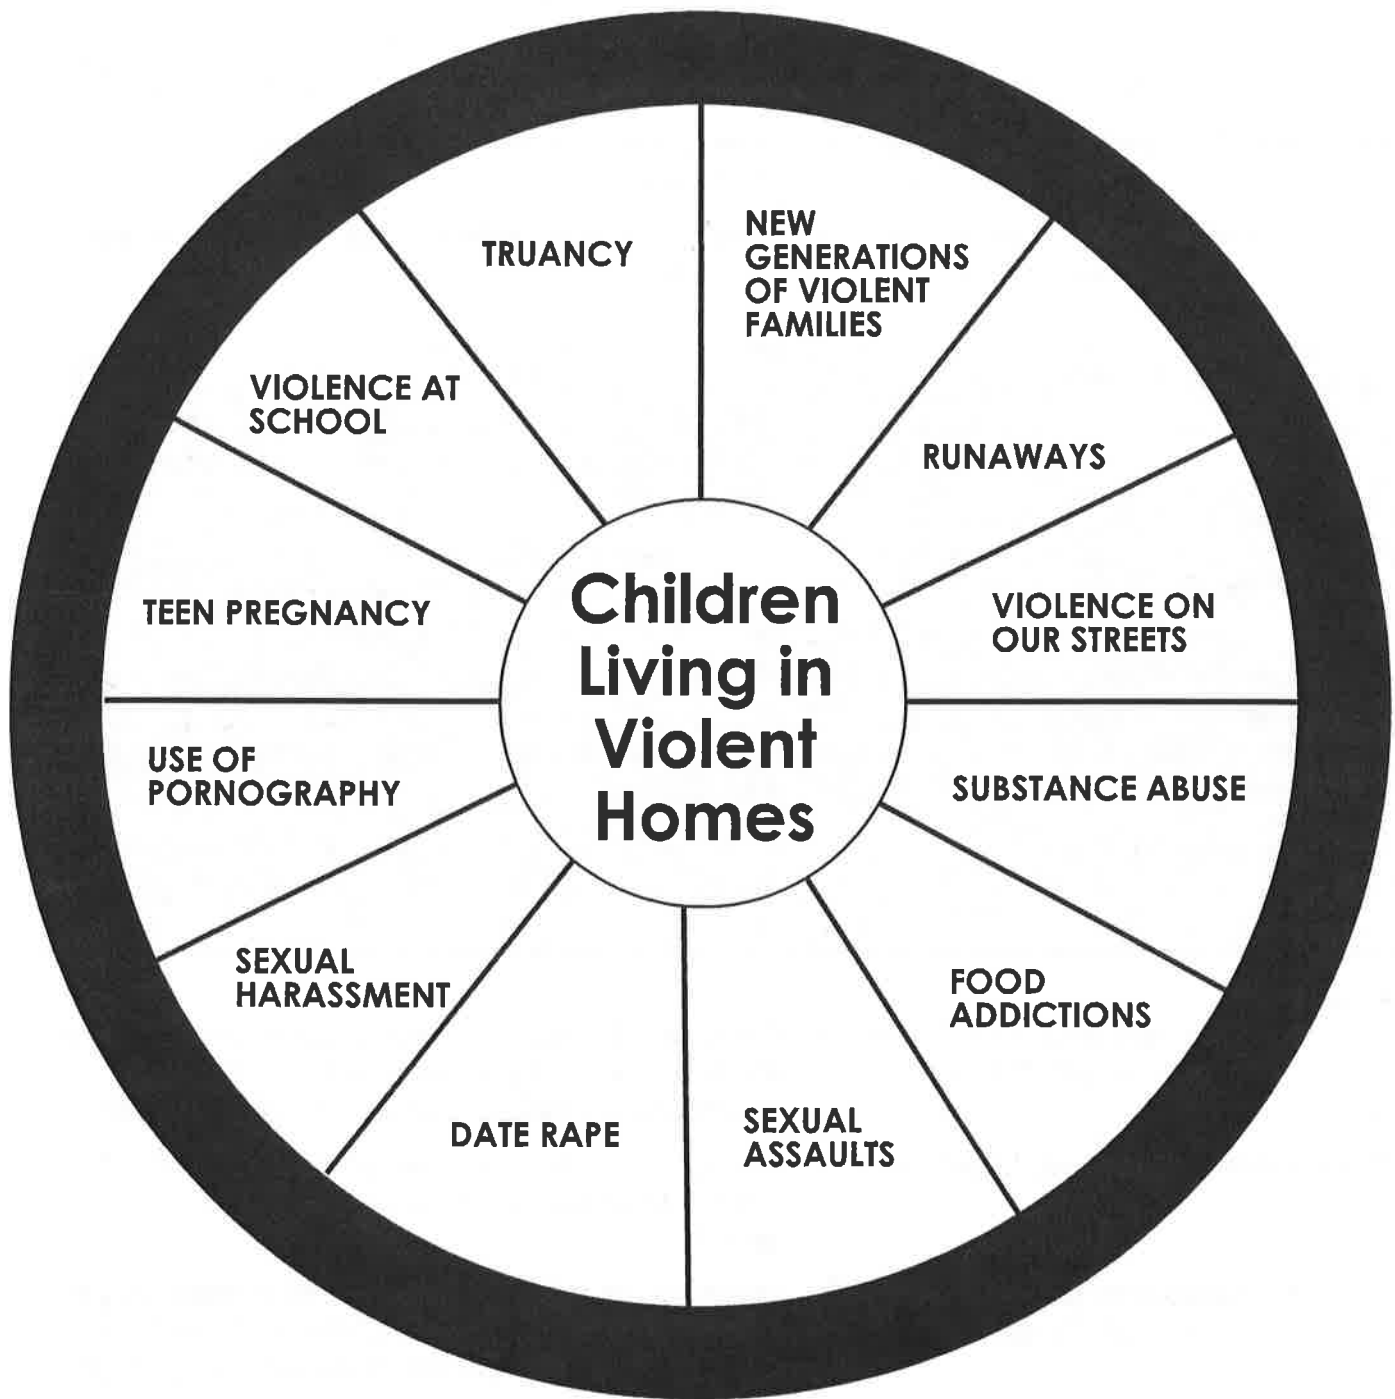 Children
Living in
Violent
Homes
NEW
GENERATIONS
OF VIOLENT
FAMILIES
RUNAWAYS
VIOLENCE ON
OUR STREETS
SUBSTANCE ABUSE
FOOD
ADDICTIONS
SEXUAL
ASSAULTS
DATE RAPE
SEXUAL
HARASSMENT
USE OF
PORNOGRAPHY
TEEN PREGNANCY
VIOLENCE AT
SCHOOL
TRUANCY